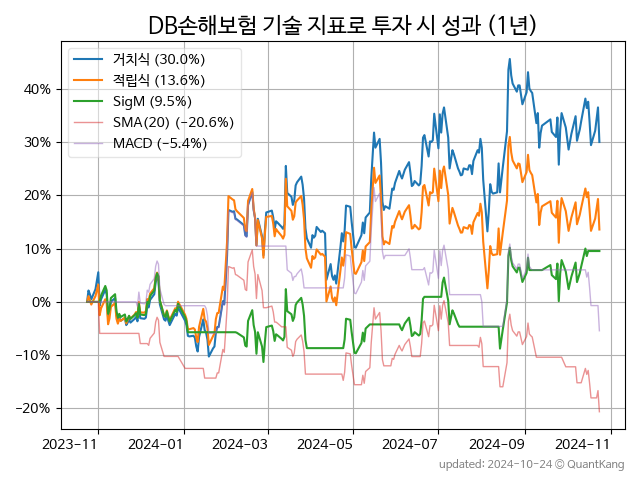 DB손해보험 기술 지표로 투자 시 성과 (1년)
거치식 (30.0%)
적립식 (13.6%)
SigM (9.5%)
SMA(20) (−20.6%)
MACD (−5.4%)
40%
30%
20%
10%
0%
−10%
−20%
2023−11 2024−01 2024−03 2024−05 2024−07 2024−09 2024−11
updated: 2024-10-24 © QuantKang